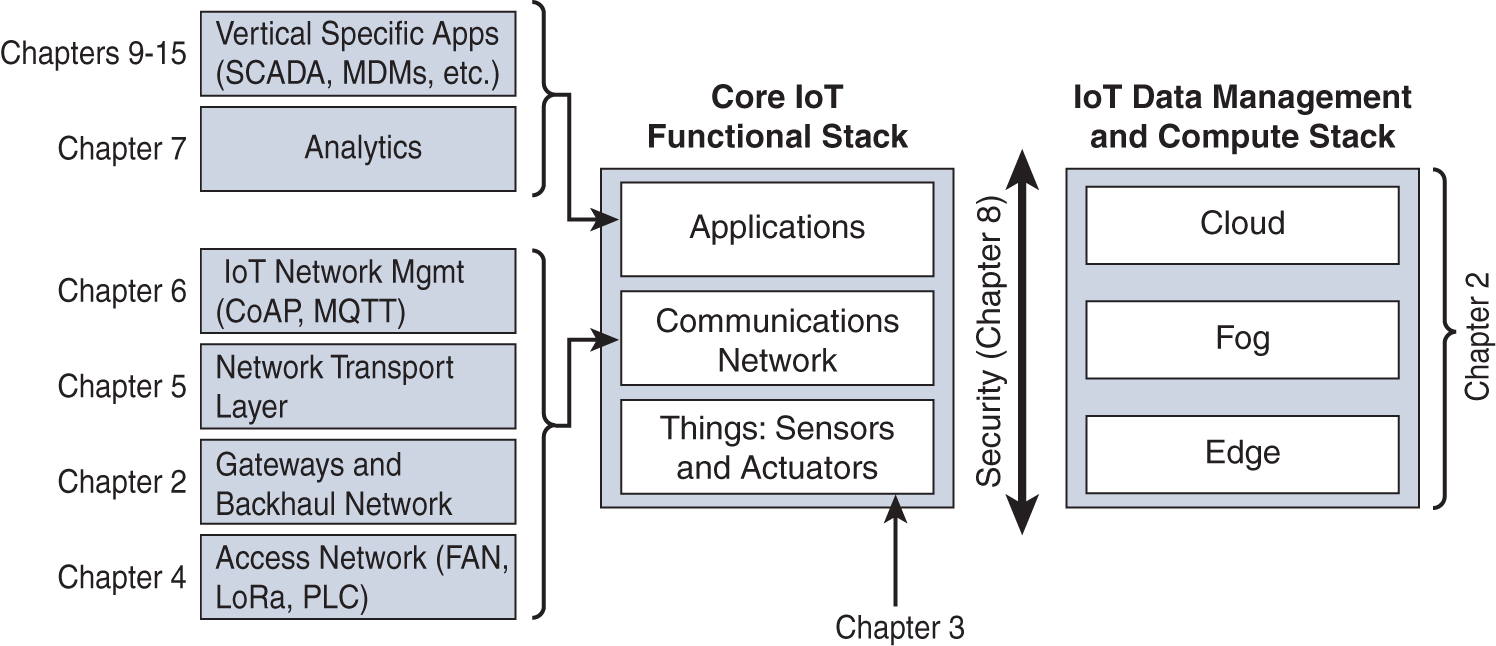 Chapters 9-15
Vertical Specific Apps
(SCADA, MDMs, etc.)
Chapter 7
Analytics
Chapter 6
IoT Network Mgmt
(CoAP, MQTT)
Chapter 5
Network Transport
Layer
Chapter 2
Gateways and
Backhaul Network
Chapter 4
Access Network (FAN,
LoRa, PLC)
Core IoT
Functional Stack
Applications
Communications
Network
Things: Sensors
and Actuators
Chapter 3
Security (Chapter 8)
IoT Data Management
and Compute Stack
Cloud
Fog
Edge
Chapter 2